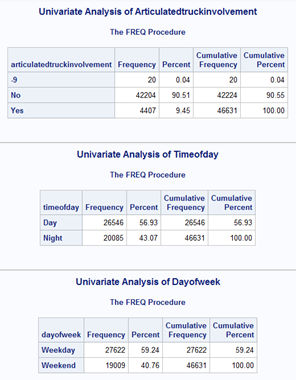 Univariate Analysis of Articulatedtruckinvolvement
The FREQ Procedure
articulatedtruckinvolvement Frequency Percent Cumulative Frequency Cumulative Percent
-9 20 0.04 20 0.04
No 42204 90.51 42224 90.55
Yes 4407 9.45 46631 100.00
Univariate Analysis of Timeofday
The FREQ Procedure
timeofday Frequency Percent Cumulative Frequency Cumulative Percent
Day 26546 56.93 26546 56.93
Night 20085 43.07 46631 100.00
Univariate Analysis of Dayofweek
The FREQ Procedure
dayofweek Frequency Percent Cumulative Frequency Cumulative Percent
Weekday 27622 59.24 27622 59.24
Weekend 19009 40.76 46631 100.00